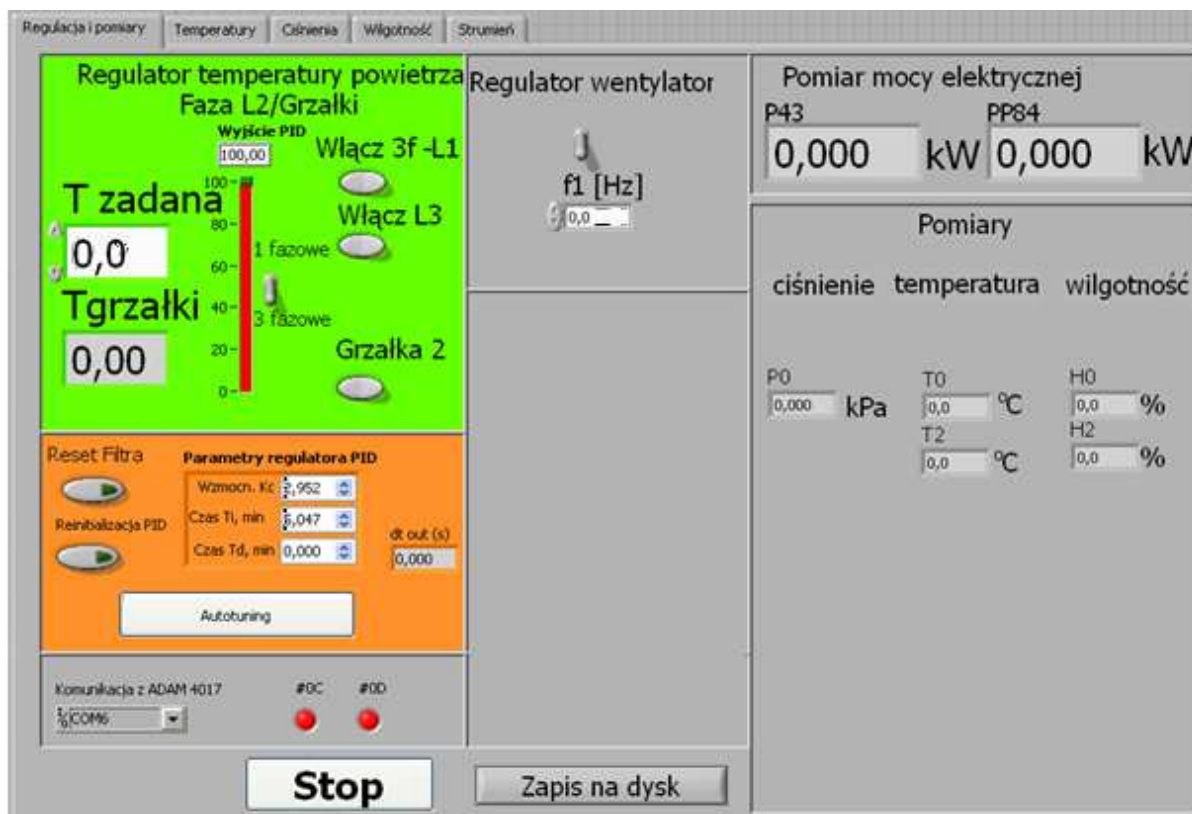 Regulacja i pomiary
Temperatury
Ciśnienia
Wilgotność
Strumień
Regulator temperatury powietrza
Faza L2/Grzałki
Wyjście PID
100,00
Włącz 3f -L1
T zadana
0,0
100
80
60
40
20
0
Włącz L3
1 fazowe
3 fazowe
Tgrzałki
0,00
Grzałka 2
Reset Filtra
Reinitializacja PID
Parametry regulatora PID
Wzmocn. Kc 2,952
Czas Ti, min 6,047
Czas Td, min 0,000
dt out (s)
0,000
Autotuning
Komunikacja z ADAM 4017
COM6
#0C
#0D
Stop
Regulator wentylator
f1 [Hz]
0,0
Zapis na dysk
Pomiar mocy elektrycznej
P43
0,000 kW
PP84
0,000 kW
Pomiary
ciśnienie temperatura wilgotność
P0
0,000 kPa
T0
0,0 °C
T2
0,0 °C
H0
0,0 %
H2
0,0 %